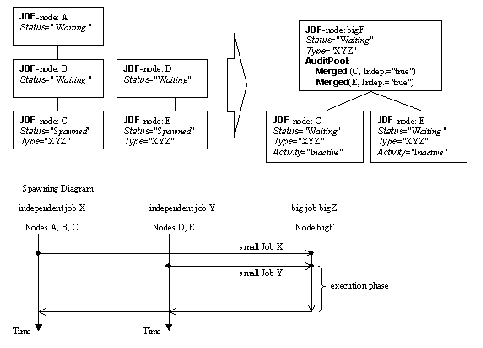 JDF-node: A
Status="Waiting"
JDF-node:
Status="Waiting"
JDF-node: D
Status="Waiting"
JDF-node: C
Status="Spawned"
Type="XYZ"
JDF-node: E
Status="Spawned"
Type="XYZ"
JDF-node: bigF
Status="Waiting"
Type="XYZ"
AuditPool:
Merged (C, Indep.="true")
Merged(E, Indep.="true")
JDF-node: C
Status="Waiting"
Type="XYZ"
Activity="Inactive"
JDF-node: E
Status="Waiting"
Type="XYZ"
Activity="Inactive"
Spawning Diagram
independent job X
independent job Y
big job bigZ
Nodes A, B, C
Nodes D, E
Node bigF
small Job X
small Job Y
execution phase
Time
Time